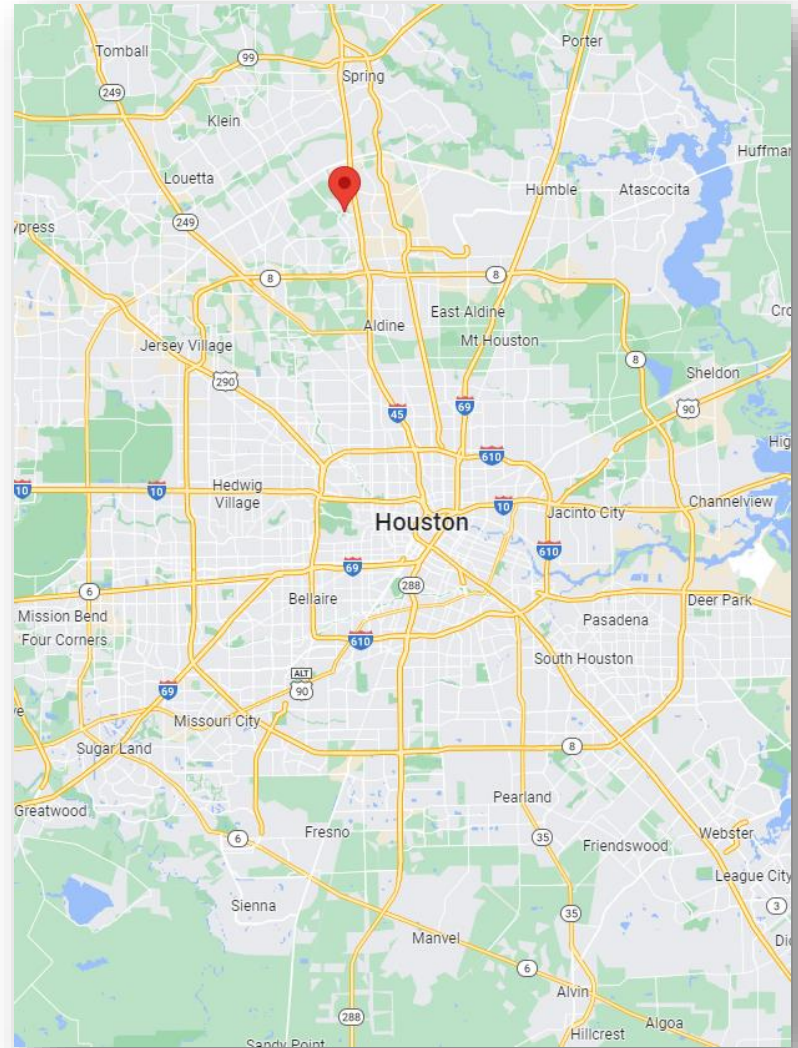 Porter
Tomball
99
Spring
249
Klein
Huffmar
Louetta
Humble
Atascocita
ypress
249
8
8
East Aldine
Cro
Aldine
Mt Houston
Jersey Village
8
Sheldon
290
45
69
90
Hig
610
Hedwig
Village
10
10
10
Channelview
Jacinto City
Houston
610
69
288
6
Bellaire
Deer Park
Mission Bend
Pasadena
Four Corners
610
South Houston
ALT
90
69
e
Missouri City
Sugar Land
8
Pearland
Greatwood
Fresno
6
35
Webster
Friendswood
League City
Sienna
3
35
Manvel
Dic
6
Alvin
288
Algoa
Hillcrest
Sandy Point